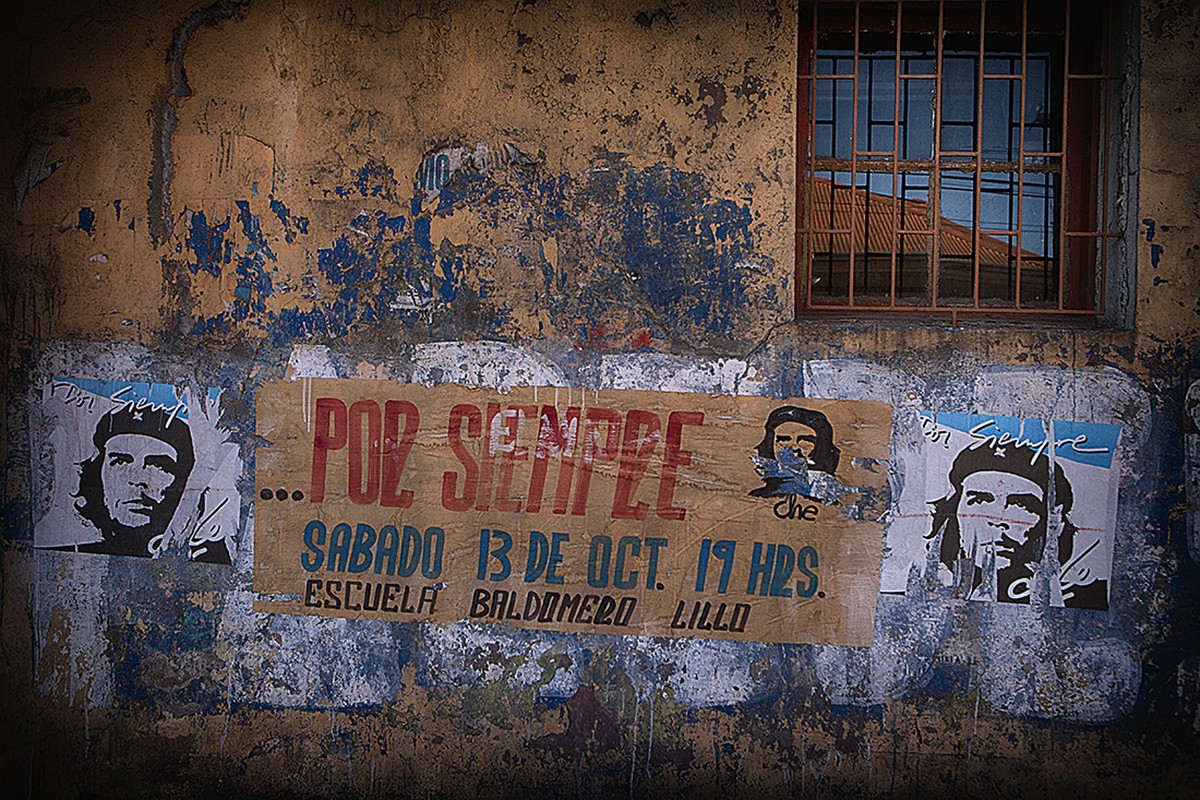 Por Siempre
...POR SIEMPRE
che
SABADO 13 DE OCT. 19 HRS.
ESCUELA BALDOMERO LILLO
Por Siempre